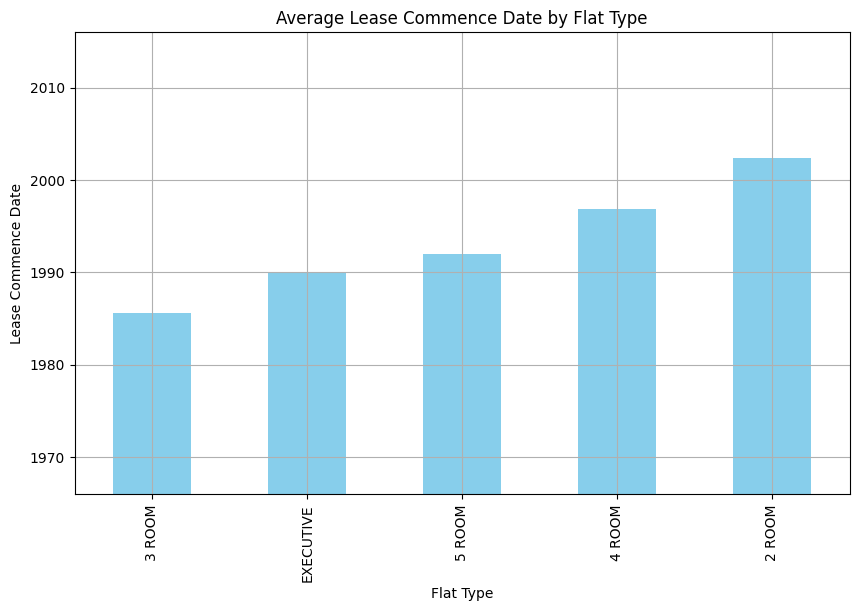 Average Lease Commence Date by Flat Type
Lease Commence Date
2010
2000
1990
1980
1970
3 ROOM
EXECUTIVE
5 ROOM
4 ROOM
2 ROOM
Flat Type